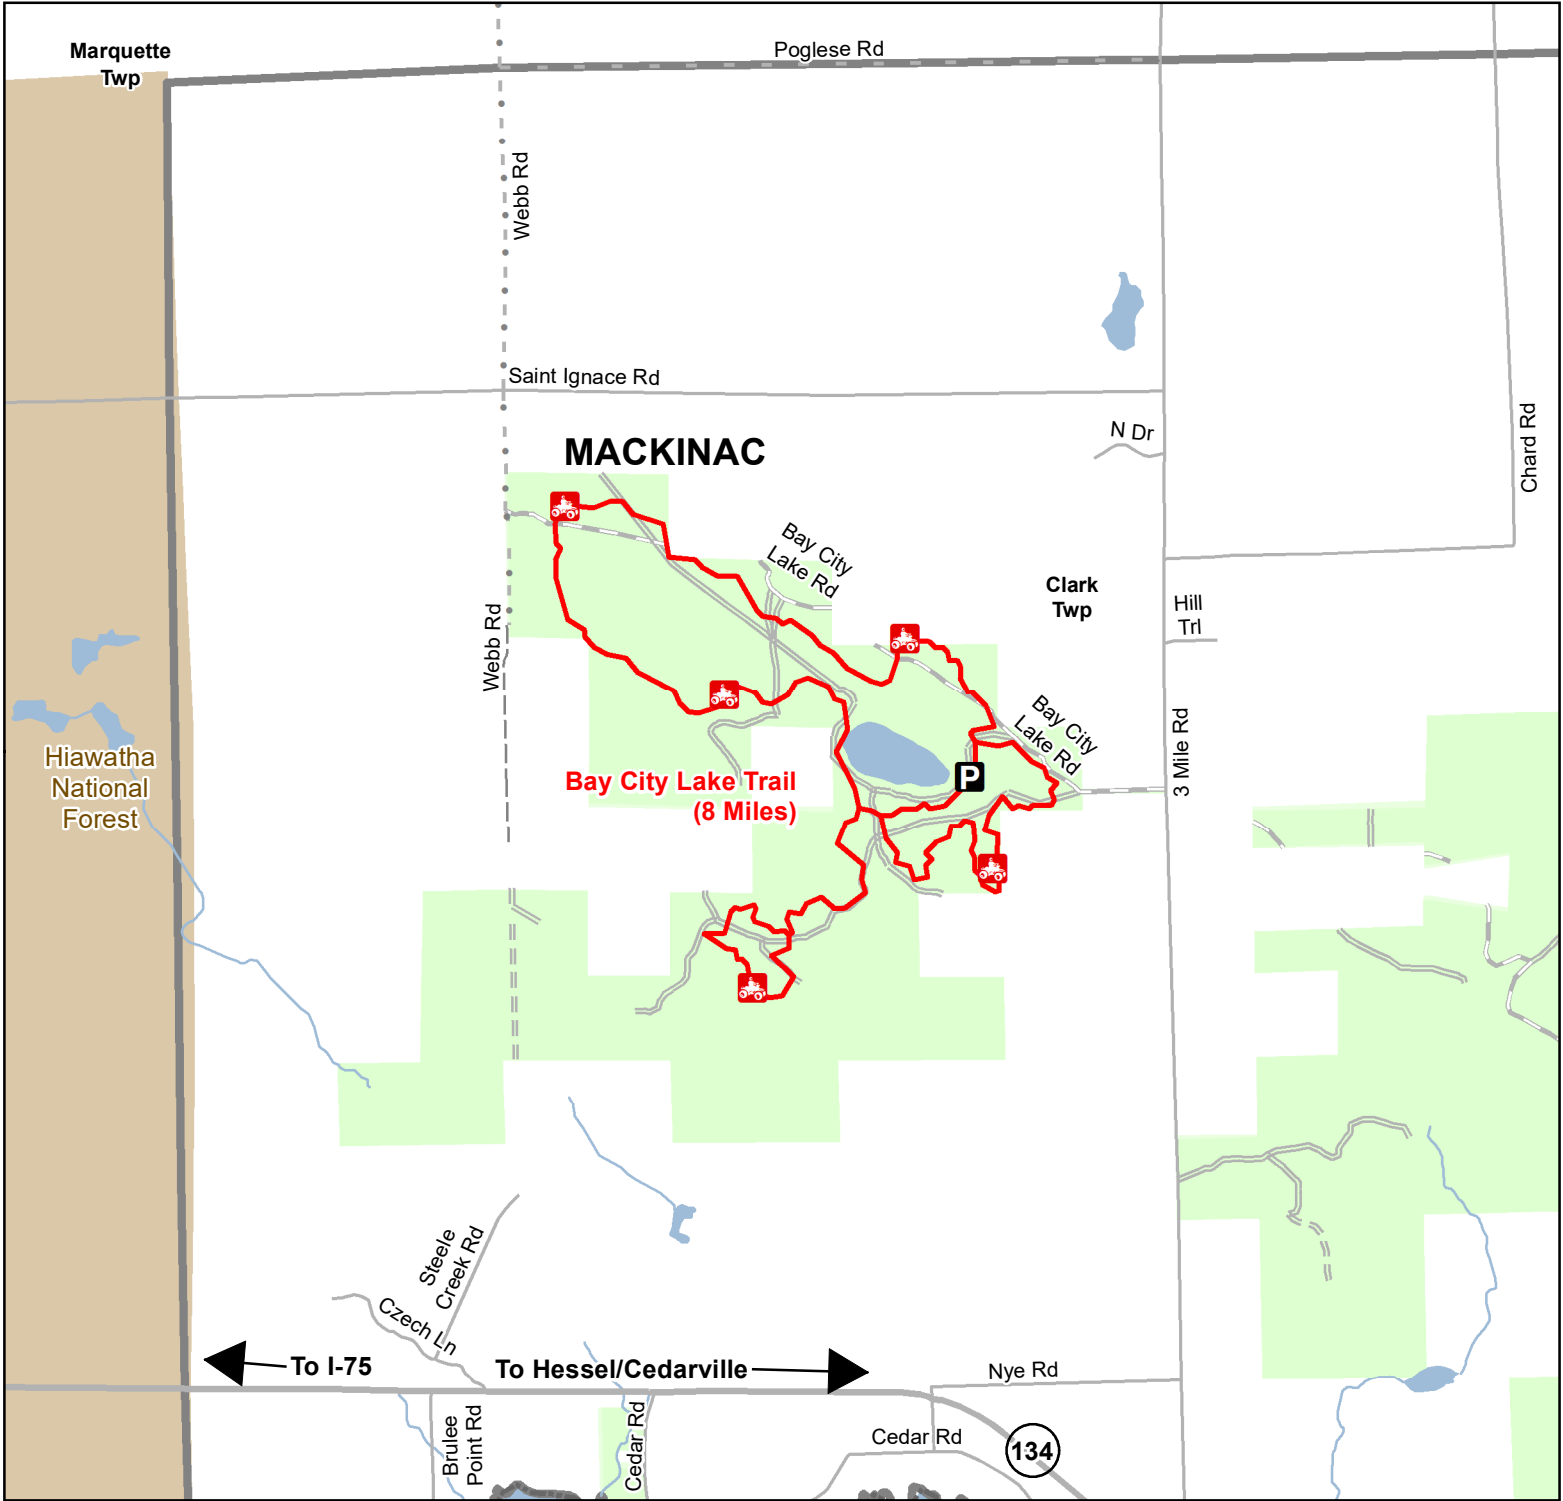 Marquette
Twp
Poglese Rd
Webb Rd
Saint Ignace Rd
MACKINAC
N Dr
Chard Rd
Bay City
Lake Rd
Clark
Twp
Hill
Trl
Webb Rd
Bay City
Lake Rd
3 Mile Rd
Hiawatha
National
Forest
Bay City Lake Trail
(8 Miles)
P
Steele
Creek Rd
Czech Ln
To I-75
To Hessel/Cedarville
Nye Rd
Brulee
Point Rd
Cedar Rd
Cedar Rd
134